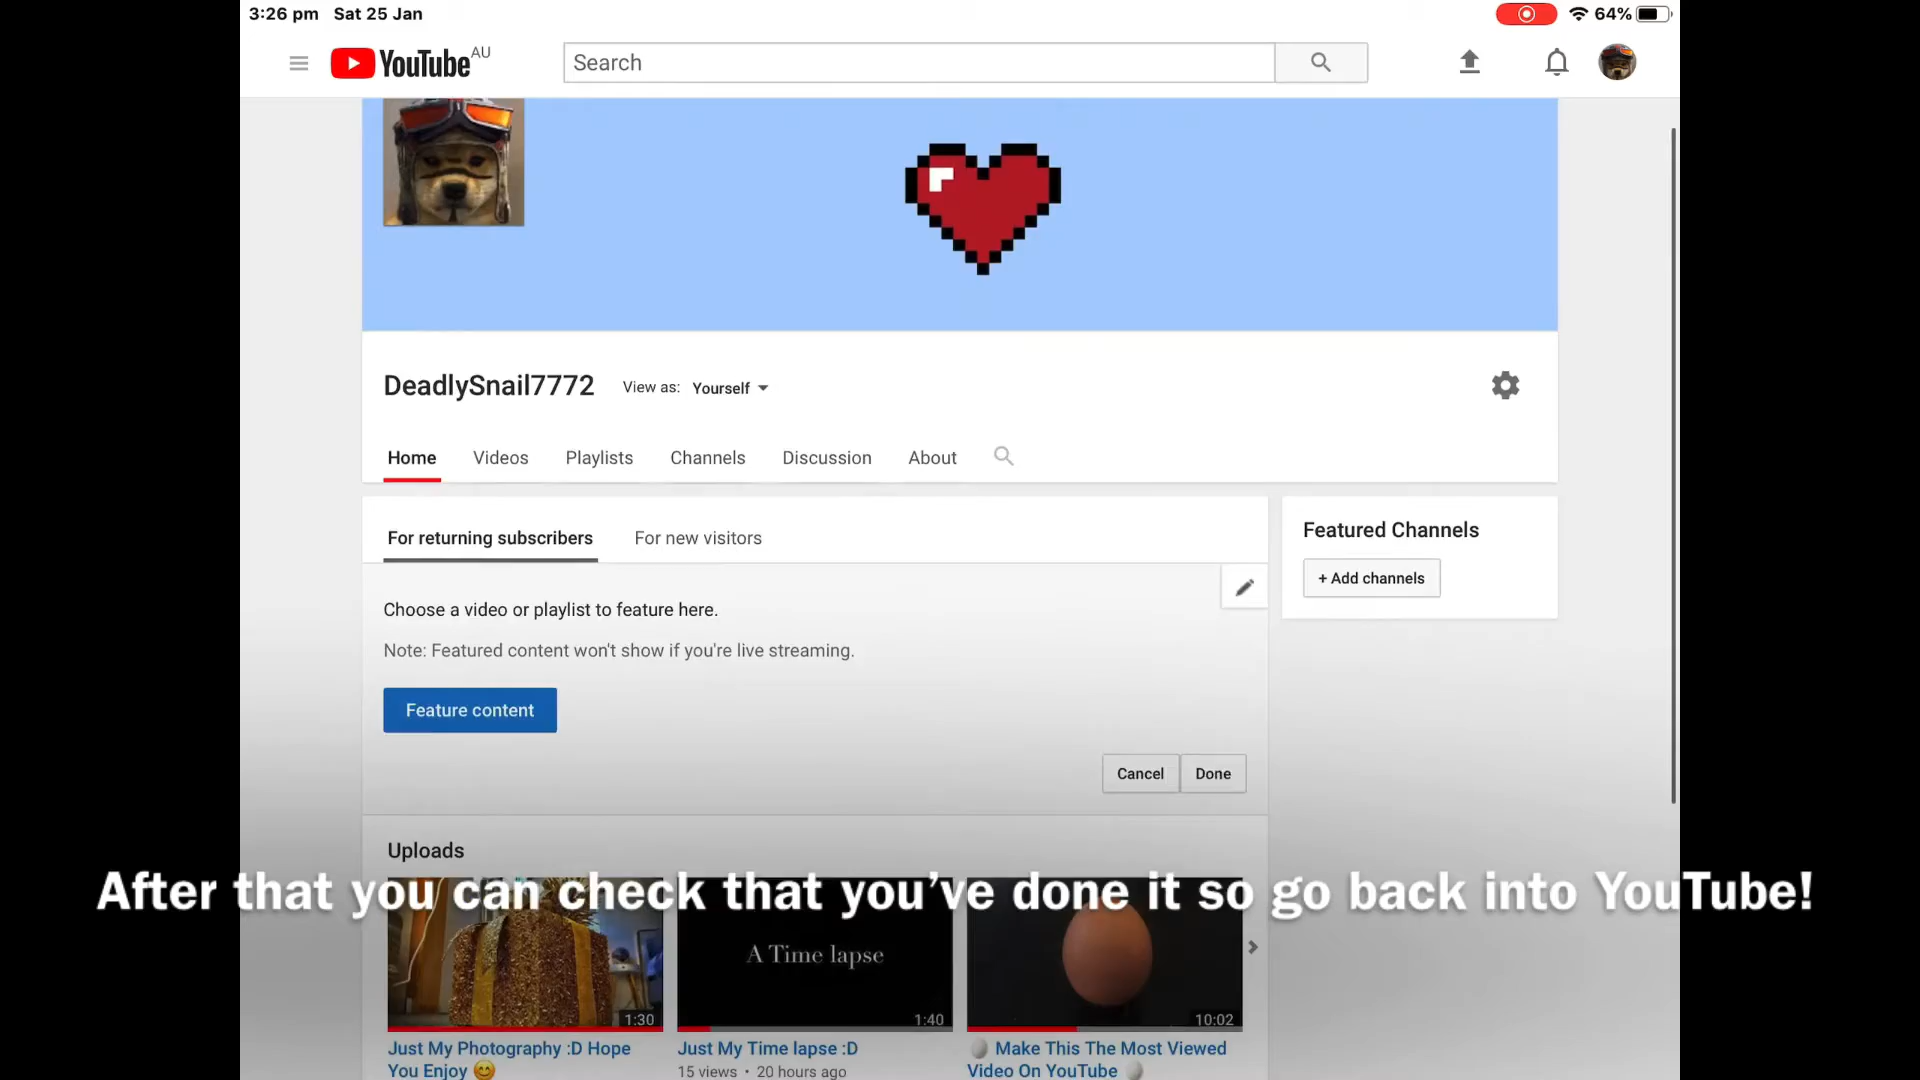 3:26 pm Sat 25 Jan
64%
YouTube AU
Search
DeadlySnail7772 View as: Yourself
Home Videos Playlists Channels Discussion About
For returning subscribers For new visitors
Featured Channels
+ Add channels
Choose a video or playlist to feature here.
Note: Featured content won't show if you're live streaming.
Feature content
Cancel Done
Uploads
After that you can check that you’ve done it so go back into YouTube!
A Time lapse
1:30 1:40 10:02
Just My Photography :D Hope
You Enjoy 😊
Just My Time lapse :D
15 views • 20 hours ago
🥚 Make This The Most Viewed
Video On YouTube 🥚